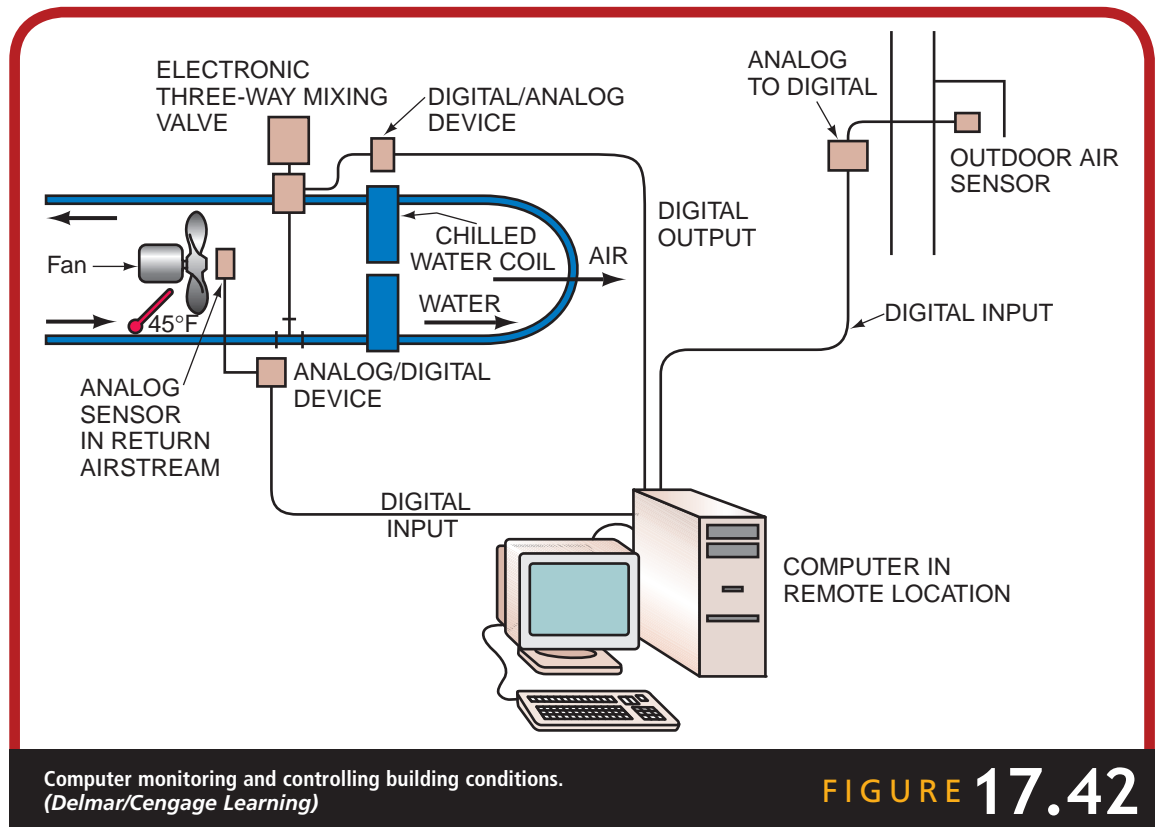 ELECTRONIC
THREE-WAY MIXING
VALVE
DIGITAL/ANALOG
DEVICE
ANALOG
TO DIGITAL
OUTDOOR AIR
SENSOR
DIGITAL
OUTPUT
CHILLED
WATER COIL
AIR
Fan
WATER
45°F
DIGITAL INPUT
ANALOG/DIGITAL
DEVICE
ANALOG
SENSOR
IN RETURN
AIRSTREAM
DIGITAL
INPUT
COMPUTER IN
REMOTE LOCATION
Computer monitoring and controlling building conditions.
(Delmar/Cengage Learning)
FIGURE 17.42